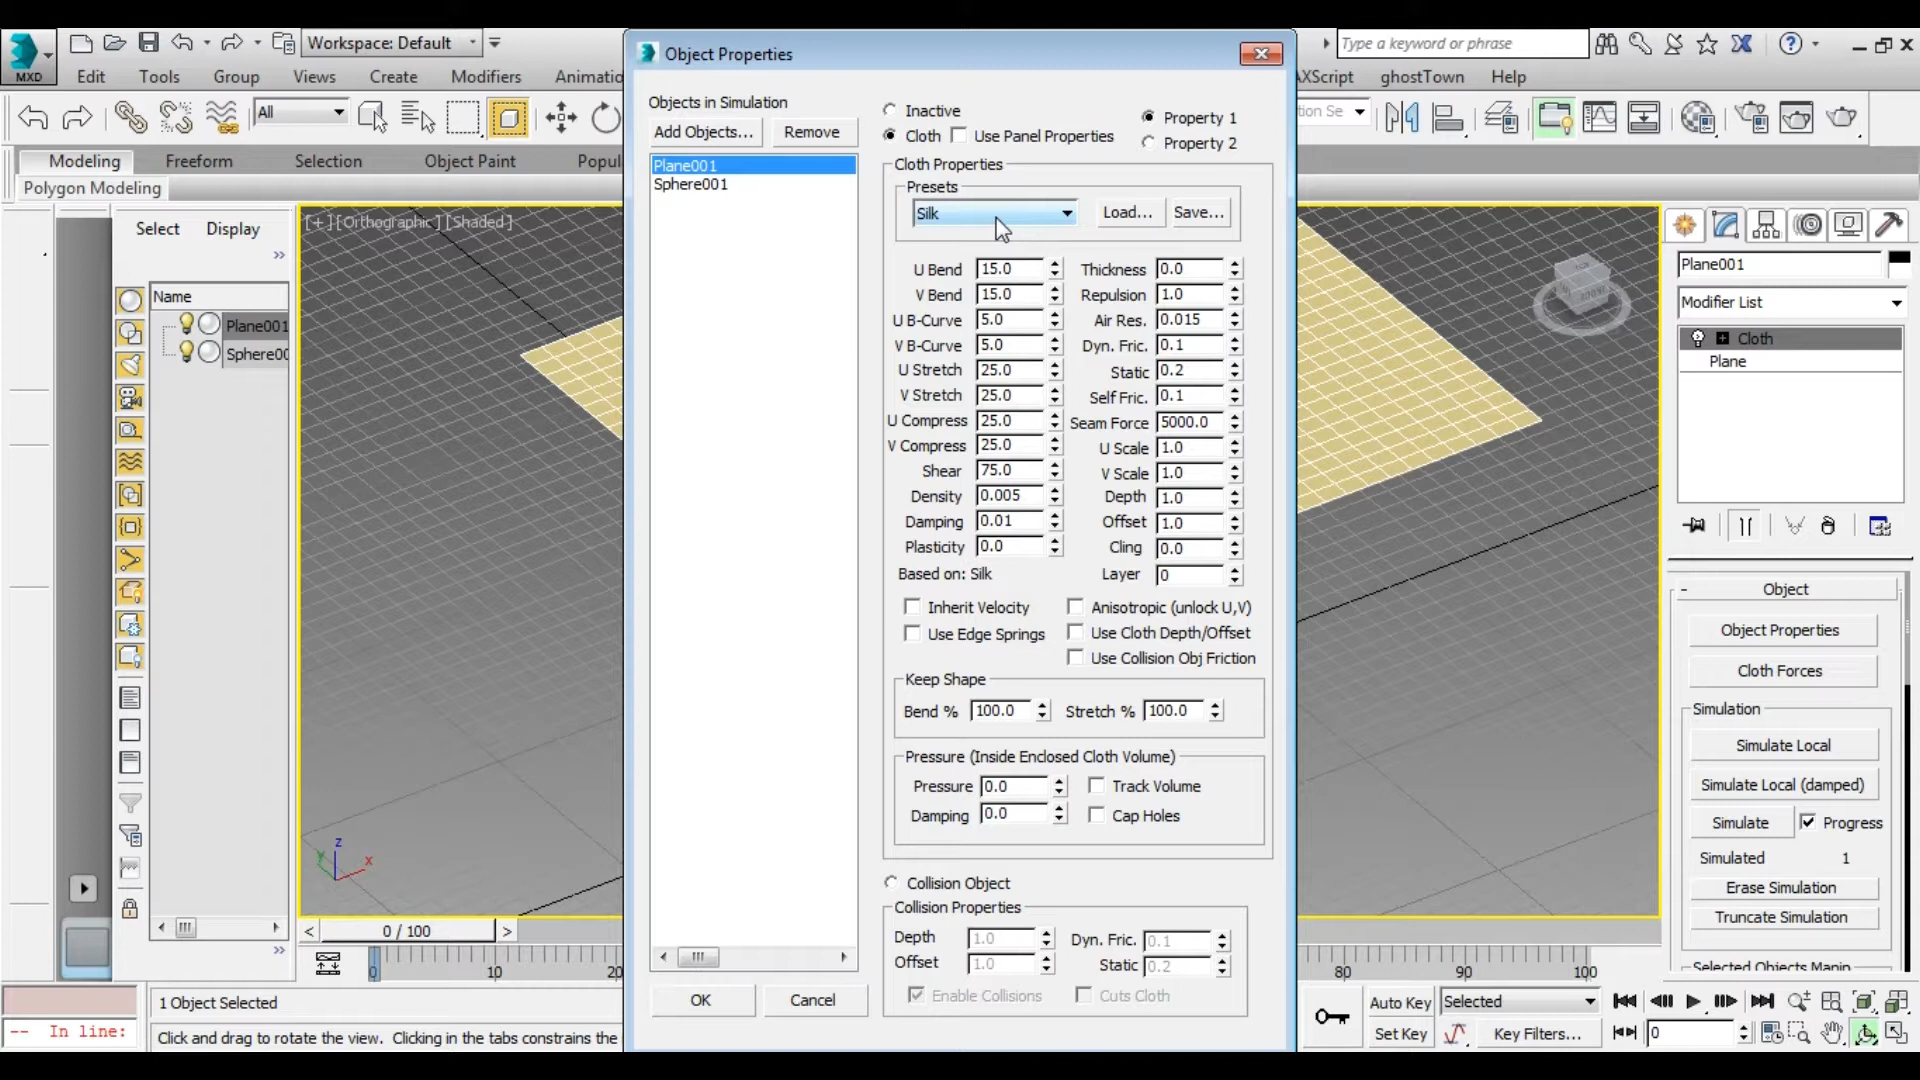 MXD
Workspace: Default
Object Properties
Type a keyword or phrase
Edit Tools Group Views Create Modifiers Animatio
AXScript ghostTown Help
All
Modeling Freeform Selection Object Paint Popul
Polygon Modeling
[+][Orthographic][Shaded]
Select Display
Name
Plane001
Sphere00
Objects in Simulation
Add Objects... Remove
Plane001
Sphere001
OK Cancel
Inactive
Cloth Use Panel Properties
Property 1
Property 2
Cloth Properties
Presets
Silk Load... Save...
U Bend 15.0 Thickness 0.0
V Bend 15.0 Repulsion 1.0
U B-Curve 5.0 Air Res. 0.015
V B-Curve 5.0 Dyn. Fric. 0.1
U Stretch 25.0 Static 0.2
V Stretch 25.0 Self Fric. 0.1
U Compress 25.0 Seam Force 5000.0
V Compress 25.0 U Scale 1.0
Shear 75.0 V Scale 1.0
Density 0.005 Depth 1.0
Damping 0.01 Offset 1.0
Plasticity 0.0 Cling 0.0
Based on: Silk Layer 0
Inherit Velocity Anisotropic (unlock U,V)
Use Edge Springs Use Cloth Depth/Offset
Use Collision Obj Friction
Keep Shape
Bend % 100.0 Stretch % 100.0
Pressure (Inside Enclosed Cloth Volume)
Pressure 0.0 Track Volume
Damping 0.0 Cap Holes
Collision Object
Collision Properties
Depth 1.0 Dyn. Fric. 0.1
Offset 1.0 Static 0.2
Enable Collisions Cuts Cloth
z
y x
Plane001
Modifier List
Cloth
Plane
- Object
Object Properties
Cloth Forces
Simulation
Simulate Local
Simulate Local (damped)
Simulate Progress
Simulated 1
Erase Simulation
Truncate Simulation
Selected Objects Manip
< 0 / 100 >
0 10 20 80 90 100
1 Object Selected
Auto Key Selected
-- In line:
Click and drag to rotate the view. Clicking in the tabs constrains the
Set Key Key Filters... 0